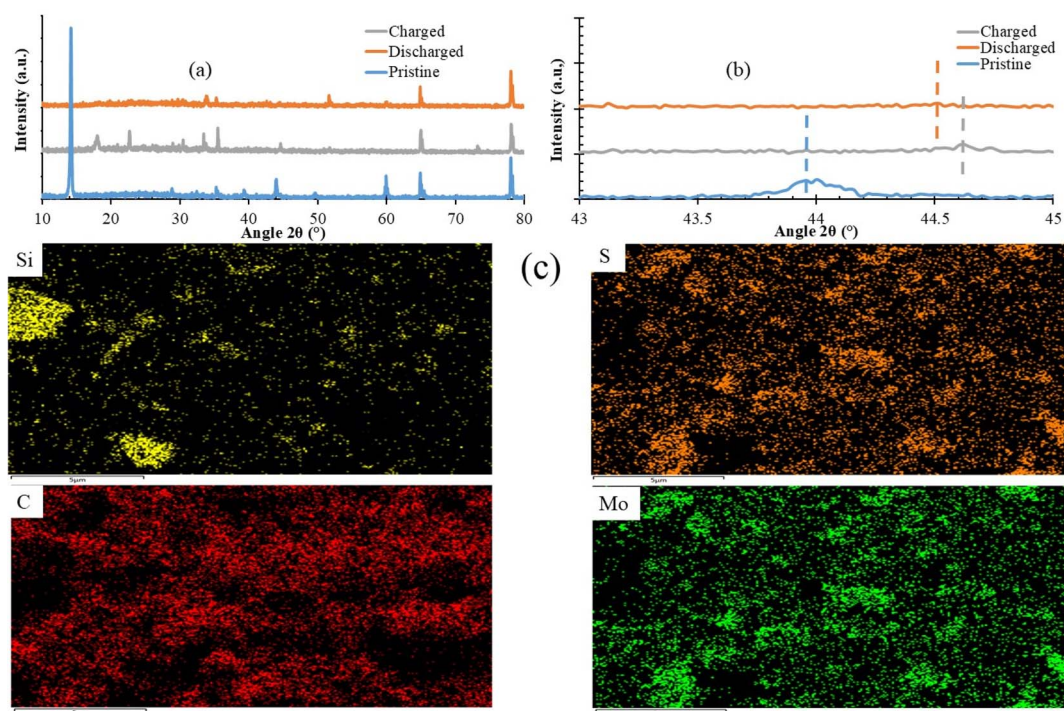 Intensity (a.u.)
(a)
Charged
Discharged
Pristine
10 20 30 40 50 60 70 80
Angle 2θ (°)
Intensity (a.u.)
(b)
Charged
Discharged
Pristine
43 43.5 44 44.5 45
Angle 2θ (°)
(c)
Si
5µm
S
5µm
C
Mo